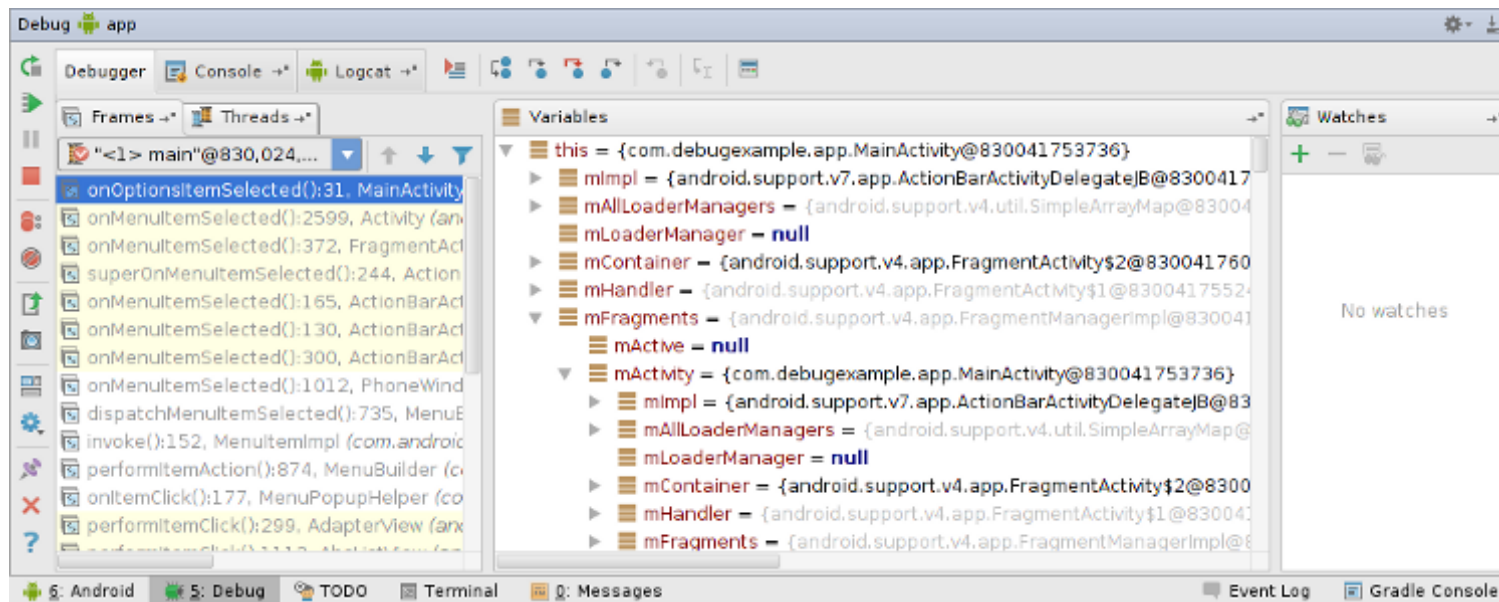 Debug app
Debugger Console Logcat
Frames Threads
"<1> main"@830,024,...
onOptionsItemSelected():31, MainActivity
onMenuItemSelected():2599, Activity (an
onMenuItemSelected():372, FragmentAct
superOnMenuItemSelected():244, Action
onMenuItemSelected():165, ActionBarAct
onMenuItemSelected():130, ActionBarAct
onMenuItemSelected():300, ActionBarAct
onMenuItemSelected():1012, PhoneWind
dispatchMenuItemSelected():735, MenuB
invoke():152, MenuItemImpl (com.android
performItemAction():874, MenuBuilder (c
onItemClick():177, MenuPopupHelper (co
performItemClick():299, AdapterView (an
Variables
this = {com.debugexample.app.MainActivity@830041753736}
mImpl = {android.support.v7.app.ActionBarActivityDelegateJB@8300417
mAllLoaderManagers = {android.support.v4.util.SimpleArrayMap@83004
mLoaderManager = null
mContainer = {android.support.v4.app.FragmentActivity$2@830041760
mHandler = {android.support.v4.app.FragmentActivity$1@83004175524
mFragments = {android.support.v4.app.FragmentManagerImpl@830041
mActive = null
mActivity = {com.debugexample.app.MainActivity@830041753736}
mImpl = {android.support.v7.app.ActionBarActivityDelegateJB@83
mAllLoaderManagers = {android.support.v4.util.SimpleArrayMap@
mLoaderManager = null
mContainer = {android.support.v4.app.FragmentActivity$2@8300
mHandler = {android.support.v4.app.FragmentActivity$1@83004
mFragments = {android.support.v4.app.FragmentManagerImpl@8
Watches
No watches
6: Android 5: Debug TODO Terminal 0: Messages Event Log Gradle Console